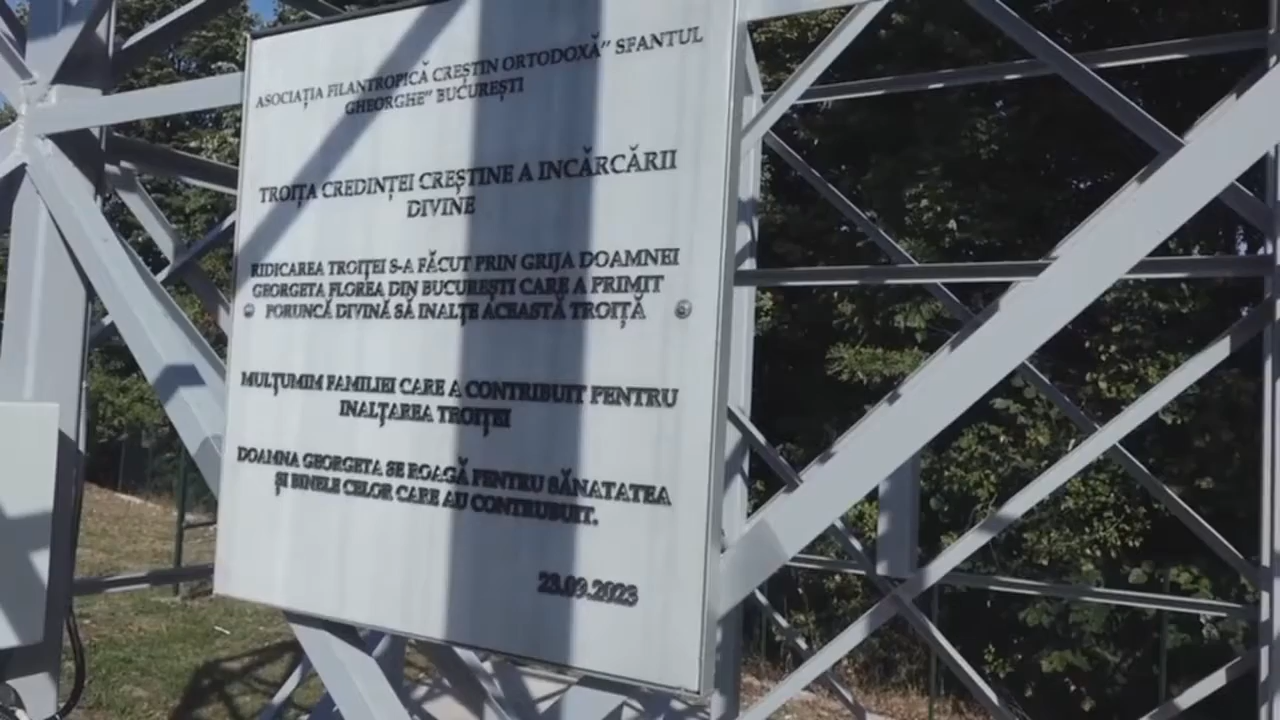 ASOCIAȚIA FILANTROPICĂ CREȘTIN ORTODOXĂ" SFANTUL
GHEORGHE" BUCUREȘTI
TROIȚA CREDINȚEI CREȘTINE A INCĂRCĂRII
DIVINE
RIDICAREA TROIȚEI S-A FĂCUT PRIN GRIJA DOAMNEI
GEORGETA FLOREA DIN BUCUREȘTI CARE A PRIMIT
PORUNCĂ DIVINĂ SĂ INALȚE ACEASTĂ TROIȚĂ
MULȚUMIM FAMILIEI CARE A CONTRIBUIT PENTRU
INALȚAREA TROIȚEI
DOAMNA GEORGETA SE ROAGĂ PENTRU SĂNATATEA
ȘI BINELE CELOR CARE AU CONTRUBUIT.
23.09.2023